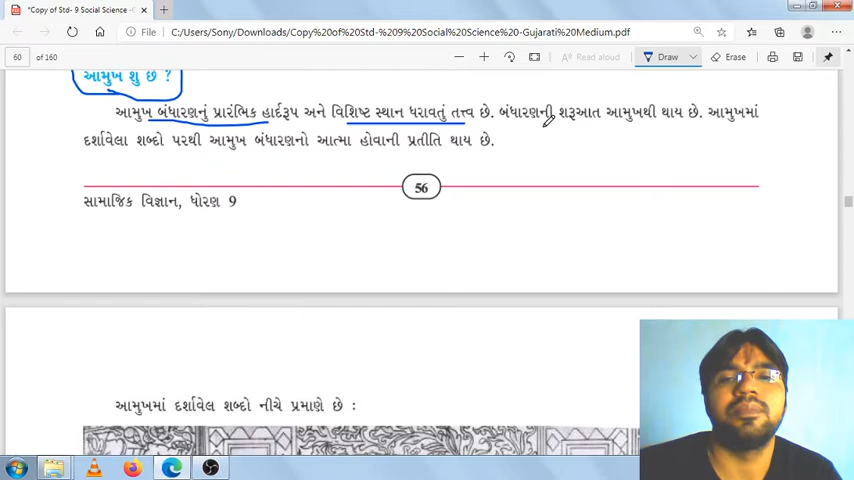 *Copy of Std- 9 Social Science -G
File C:/Users/Sony/Downloads/Copy%20of%20Std-%209%20Social%20Science%20-Gujarati%20Medium.pdf
60 of 160
Read aloud Draw Erase
આમુખ શું છે ?
આમુખ બંધારણનું પ્રારંભિક હાર્દરૂપ અને વિશિષ્ટ સ્થાન ધરાવતું તત્ત્વ છે. બંધારણની શરૂઆત આમુખથી થાય છે. આમુખમાં
દર્શાવેલા શબ્દો પરથી આમુખ બંધારણનો આત્મા હોવાની પ્રતીતિ થાય છે.
56
સામાજિક વિજ્ઞાન, ધોરણ 9
આમુખમાં દર્શાવેલ શબ્દો નીચે પ્રમાણે છે :